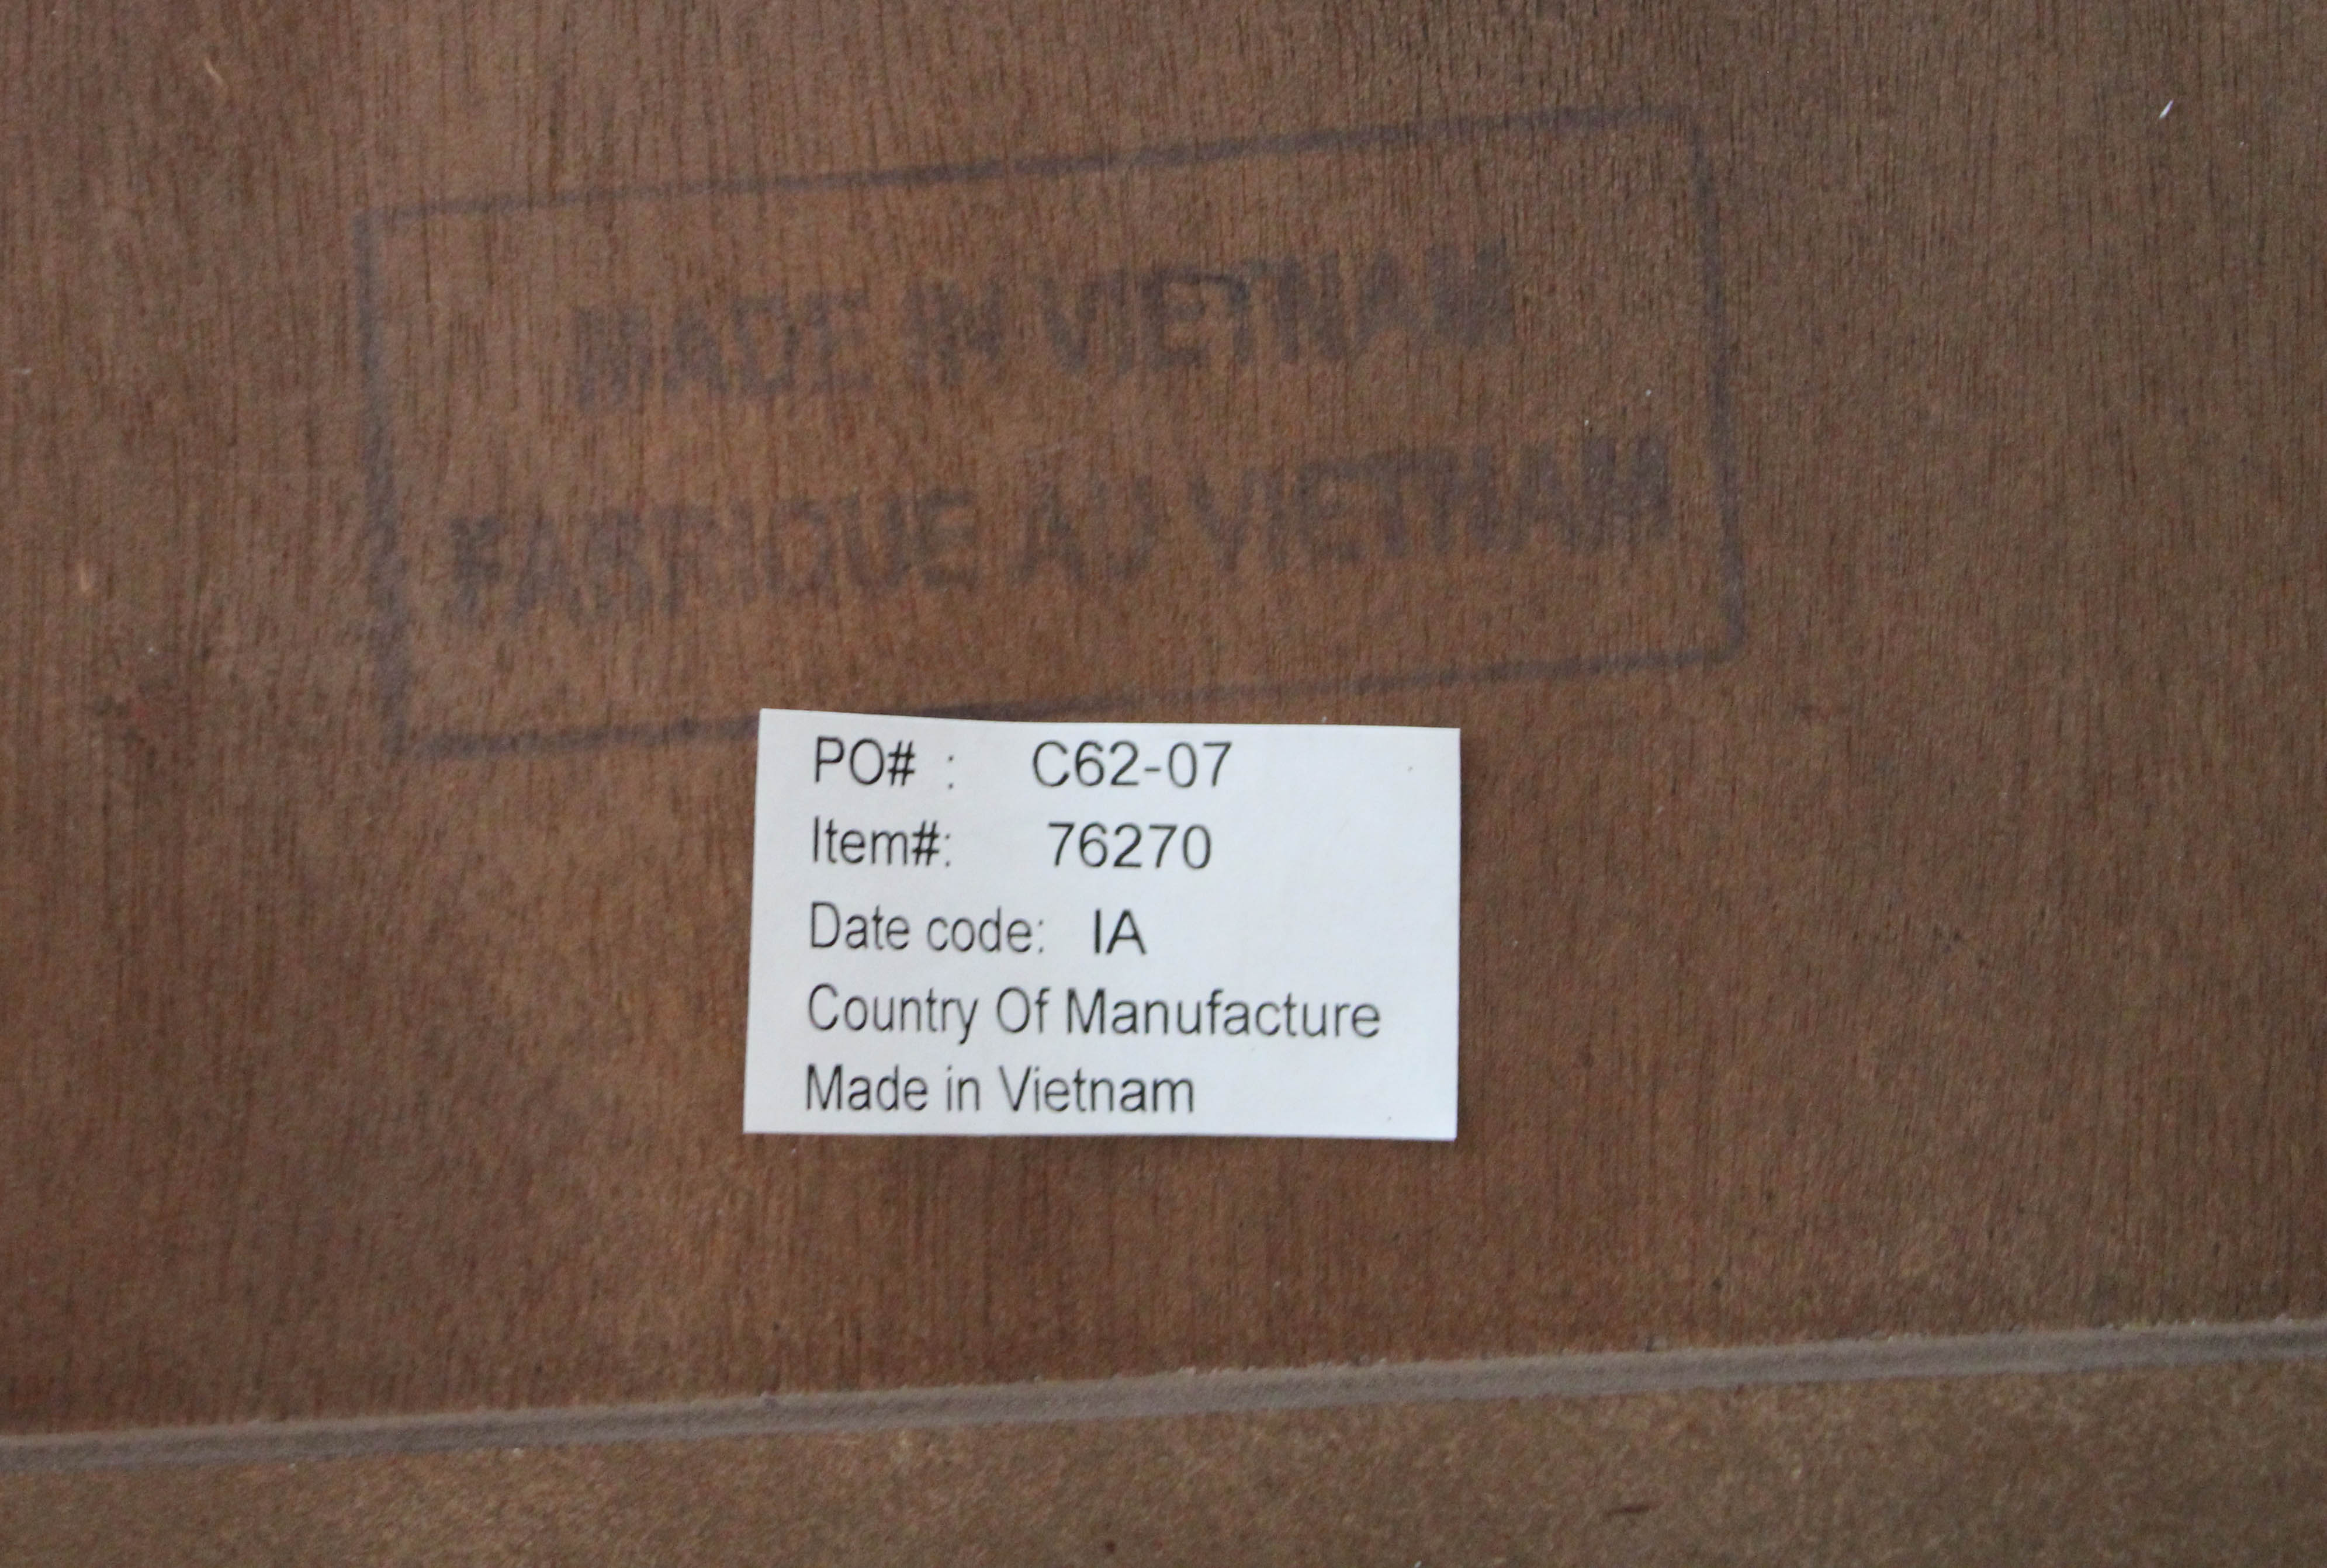 MADE IN VIETNAM
FABRIQUE AU VIETNAM
PO# : C62-07
Item#: 76270
Date code: IA
Country Of Manufacture
Made in Vietnam